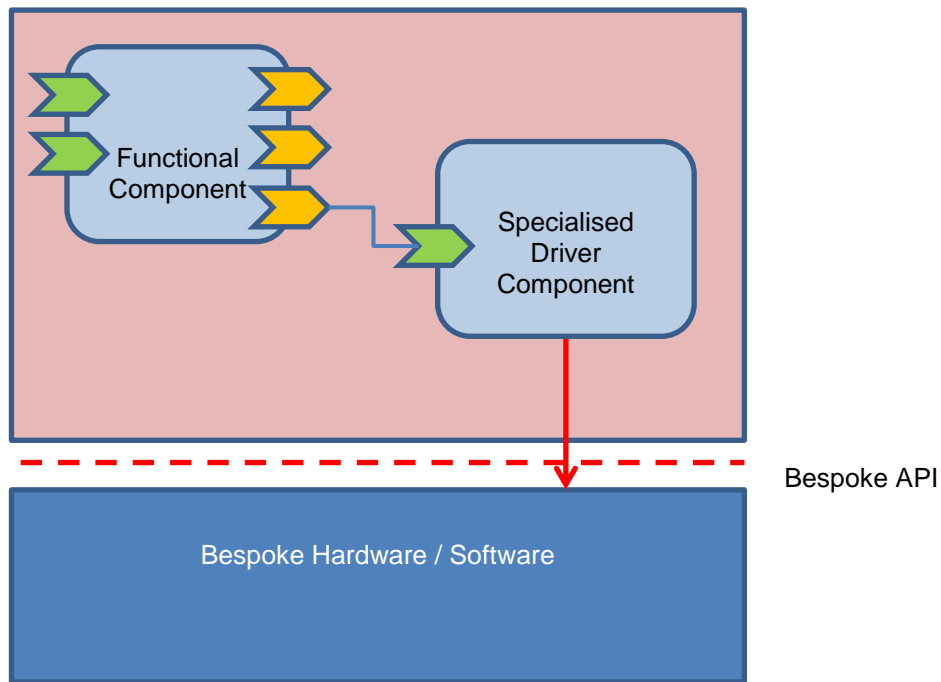 Functional
Component
Specialised
Driver
Component
Bespoke API
Bespoke Hardware / Software